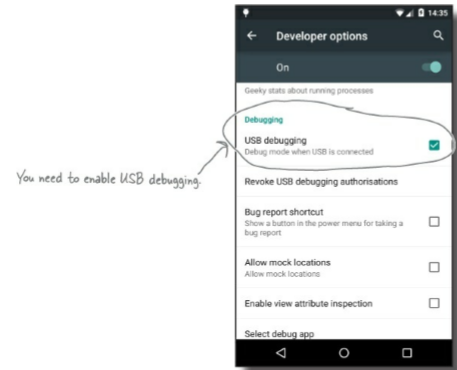 14:35
Developer options
On
Geeky stats about running processes
Debugging
USB debugging
Debug mode when USB is connected
You need to enable USB debugging.
Revoke USB debugging authorisations
Bug report shortcut
Show a button in the power menu for taking a
bug report
Allow mock locations
Allow mock locations
Enable view attribute inspection
Select debug app